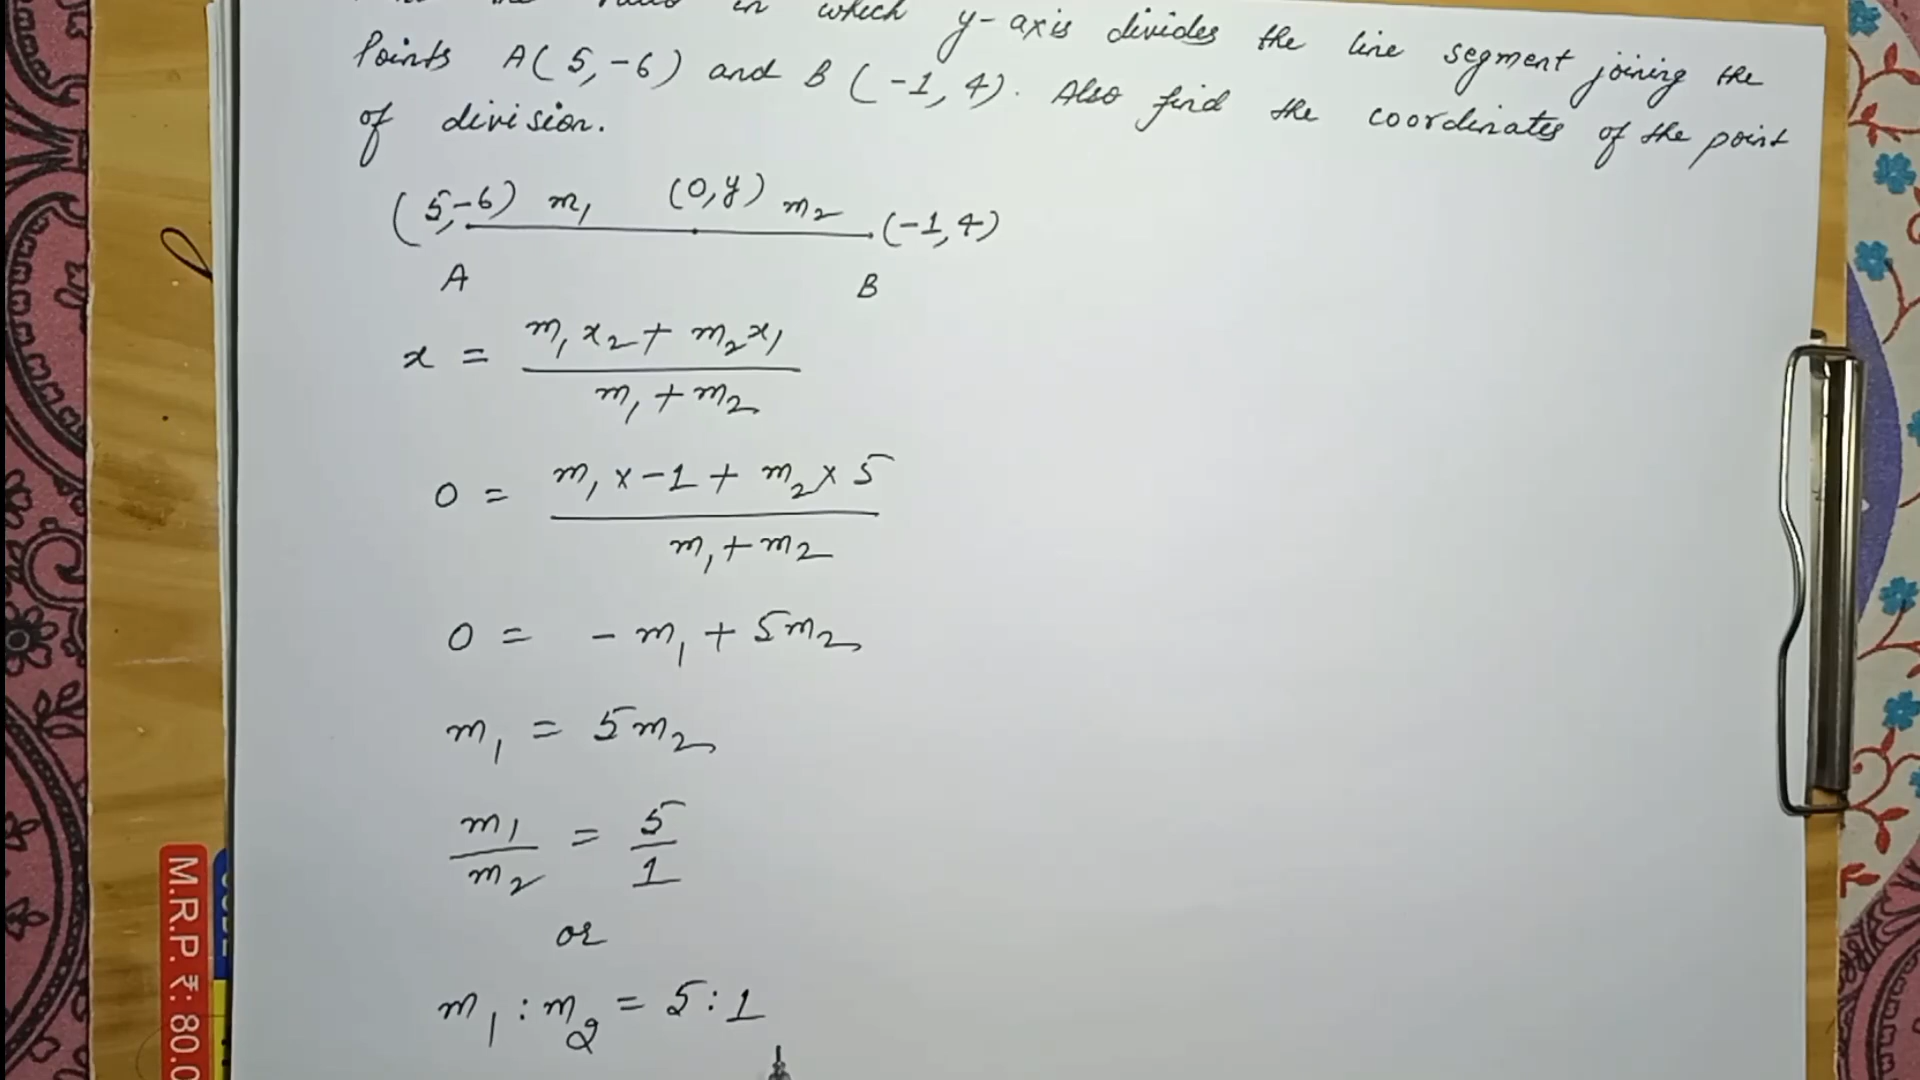 in which y-axis divides the line segment joining the
Points A(5,-6) and B(-1,4). Also find the coordinates of the point
of division.
(5,-6) m₁ (0,y) m₂ (-1,4)
A B
x = (m₁x₂ + m₂x₁)/(m₁ + m₂)
0 = (m₁ × -1 + m₂ × 5)/(m₁ + m₂)
0 = - m₁ + 5m₂
m₁ = 5m₂
m₁/m₂ = 5/1
or
m₁ : m₂ = 5 : 1
M.R.P. ₹: 80.0